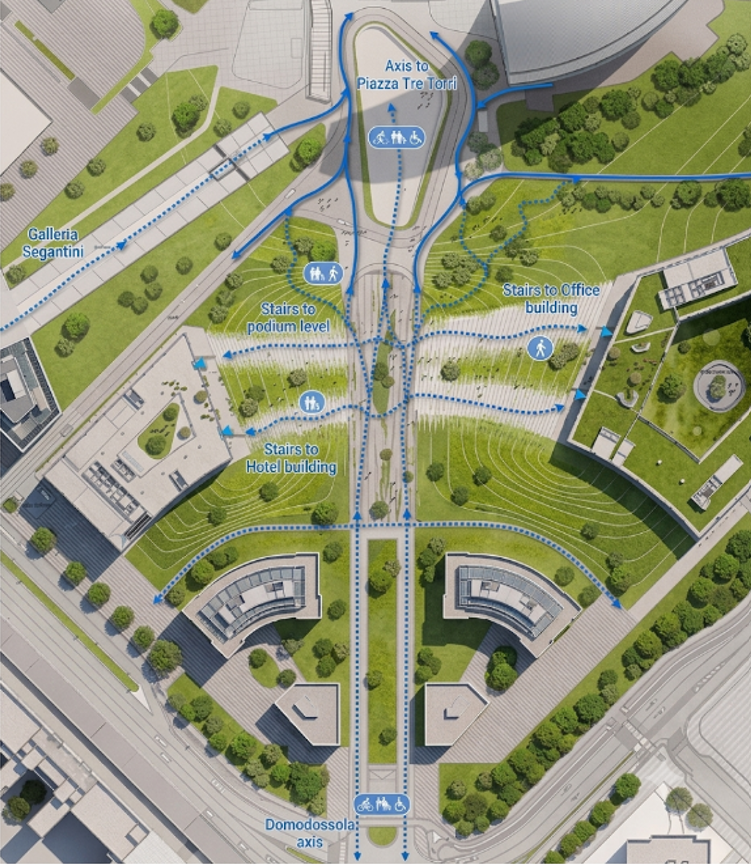 Axis to
Piazza Tre Torri
Galleria
Segantini
Stairs to
podium level
Stairs to Office
building
Stairs to
Hotel building
Domodossola
axis